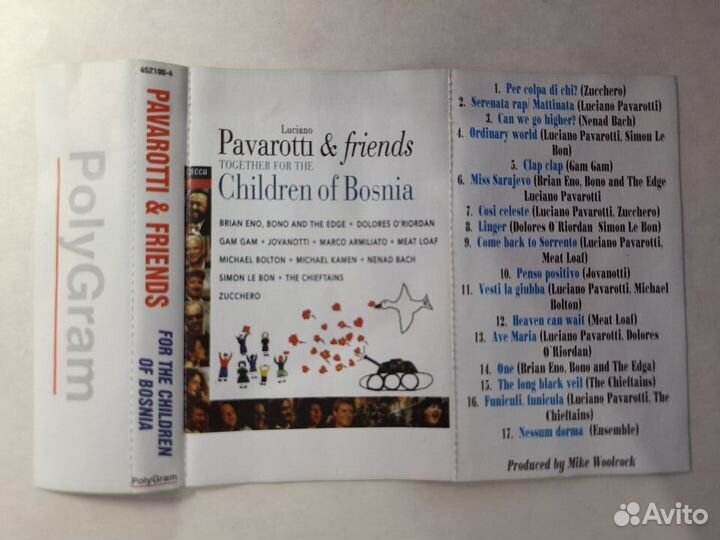 PolyGram
452100-4
PAVAROTTI & FRIENDS
FOR THE CHILDREN
OF BOSNIA
PolyGram
DECCA
Luciano
Pavarotti & friends
TOGETHER FOR THE
Children of Bosnia
BRIAN ENO, BONO AND THE EDGE • DOLORES O'RIORDAN
GAM GAM • JOVANOTTI • MARCO ARMILIATO • MEAT LOAF
MICHAEL BOLTON • MICHAEL KAMEN • NENAD BACH
SIMON LE BON • THE CHIEFTAINS
ZUCCHERO
1. Per colpa di chi? (Zucchero)
2. Serenata rap/ Mattinata (Luciano Pavarotti)
3. Can we go higher? (Nenad Bach)
4. Ordinary world (Luciano Pavarotti, Simon Le
Bon)
5. Clap clap (Gam Gam)
6. Miss Sarajevo (Brian Eno, Bono and The Edge
Luciano Pavarotti
7. Cosi celeste (Luciano Pavarotti, Zucchero)
8. Linger (Dolores O`Riordan Simon Le Bon)
9. Come back to Sorrento (Luciano Pavarotti,
Meat Loaf)
10. Penso positivo (Jovanotti)
11. Vesti la giubba (Luciano Pavarotti, Michael
Bolton)
12. Heaven can wait (Meat Loaf)
13. Ave Maria (Luciano Pavarotti, Dolores
O`Riordan)
14. One (Brian Eno, Bono and The Edga)
15. The long black veil (The Chieftains)
16. Funiculi, funicula (Luciano Pavarotti, The
Chieftains)
17. Nessum dorma (Ensemble)
Produced by Mike Woolcock
Avito